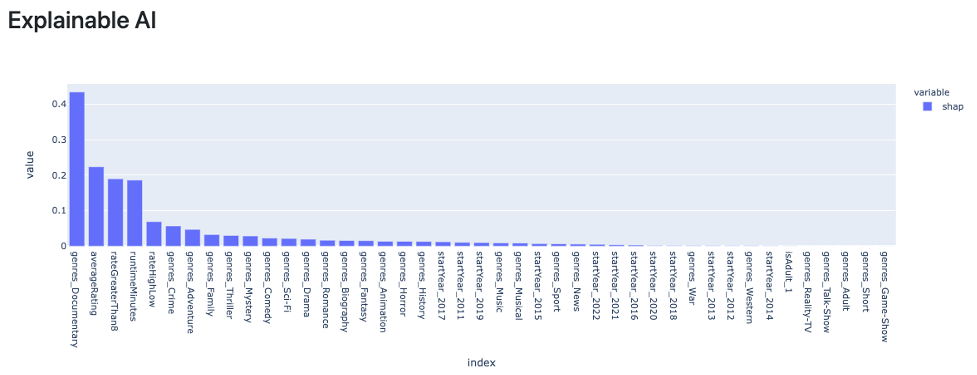 Explainable AI
variable
shap
value
0.4
0.3
0.2
0.1
0
genres_Documentary
averageRating
rateGreaterThan8
runtimeMinutes
rateHighLow
genres_Crime
genres_Adventure
genres_Family
genres_Thriller
genres_Mystery
genres_Comedy
genres_Sci-Fi
genres_Drama
genres_Romance
genres_Biography
genres_Fantasy
genres_Animation
genres_Horror
genres_History
startYear_2017
startYear_2011
startYear_2019
genres_Music
genres_Musical
startYear_2015
genres_Sport
genres_News
startYear_2022
startYear_2021
startYear_2016
startYear_2020
startYear_2018
genres_War
startYear_2013
startYear_2012
genres_Western
startYear_2014
isAdult_1
genres_Reality-TV
genres_Talk-Show
genres_Adult
genres_Short
genres_Game-Show
index